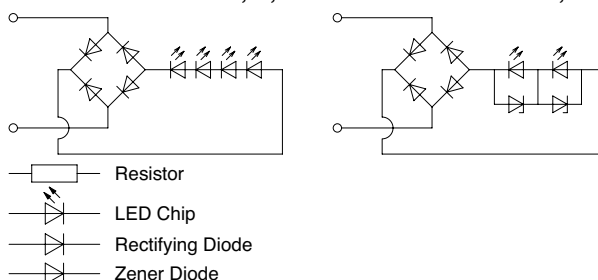 Resistor
LED Chip
Rectifying Diode
Zener Diode